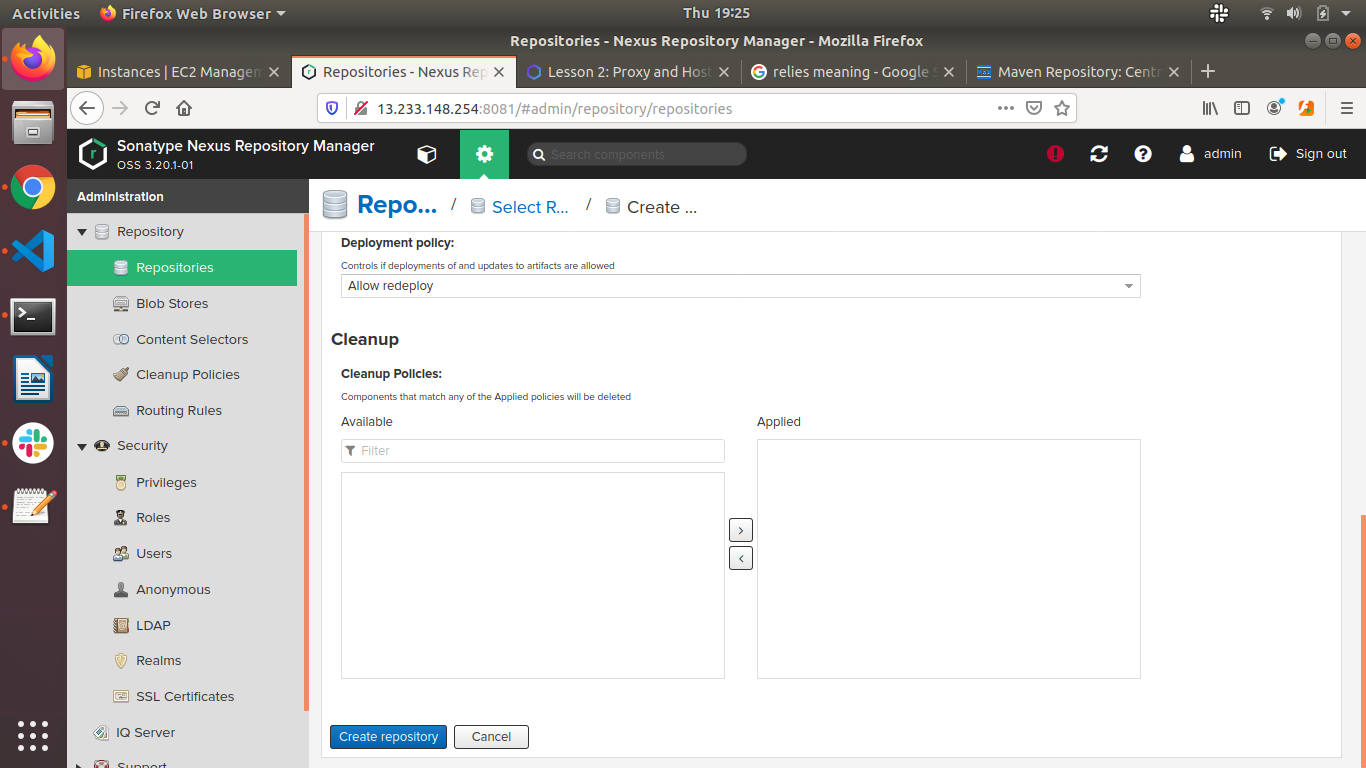 Activities Firefox Web Browser Thu 19:25
Repositories - Nexus Repository Manager - Mozilla Firefox
Instances | EC2 Managem Repositories - Nexus Rep Lesson 2: Proxy and Host relies meaning - Google S Maven Repository: Centr
13.233.148.254:8081/#admin/repository/repositories
Sonatype Nexus Repository Manager
OSS 3.20.1-01
Search components
admin Sign out
Administration
Repository
Repositories
Blob Stores
Content Selectors
Cleanup Policies
Routing Rules
Security
Privileges
Roles
Users
Anonymous
LDAP
Realms
SSL Certificates
IQ Server
Support
Repo... / Select R... / Create ...
Deployment policy:
Controls if deployments of and updates to artifacts are allowed
Allow redeploy
Cleanup
Cleanup Policies:
Components that match any of the Applied policies will be deleted
Available Applied
Filter
>
<
Create repository Cancel